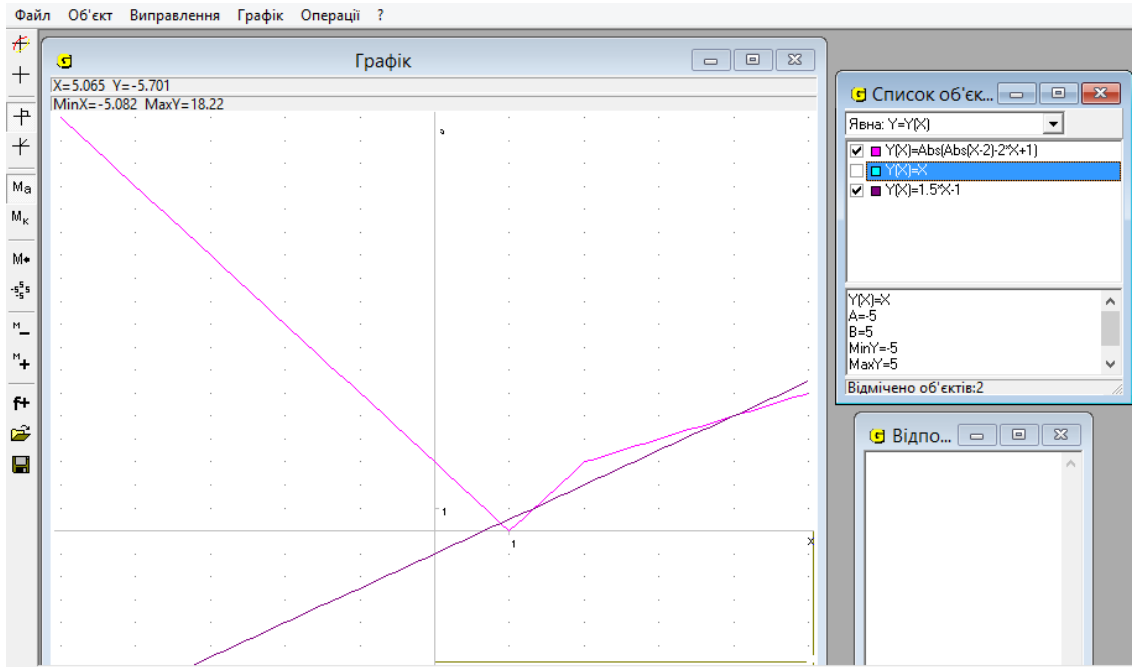 Файл Об'єкт Виправлення Графік Операції ?
Графік
X=5.065 Y=-5.701
MinX=-5.082 MaxY=18.22
1
1
X
Ма
Мк
М
М
М
f+
Список об'єк...
Явна: Y=Y(X)
Y(X)=Abs(Abs(X-2)-2*X+1)
Y(X)=X
Y(X)=1.5*X-1
Y(X)=X
A=-5
B=5
MinY=-5
MaxY=5
Відмічено об'єктів:2
Відпо...